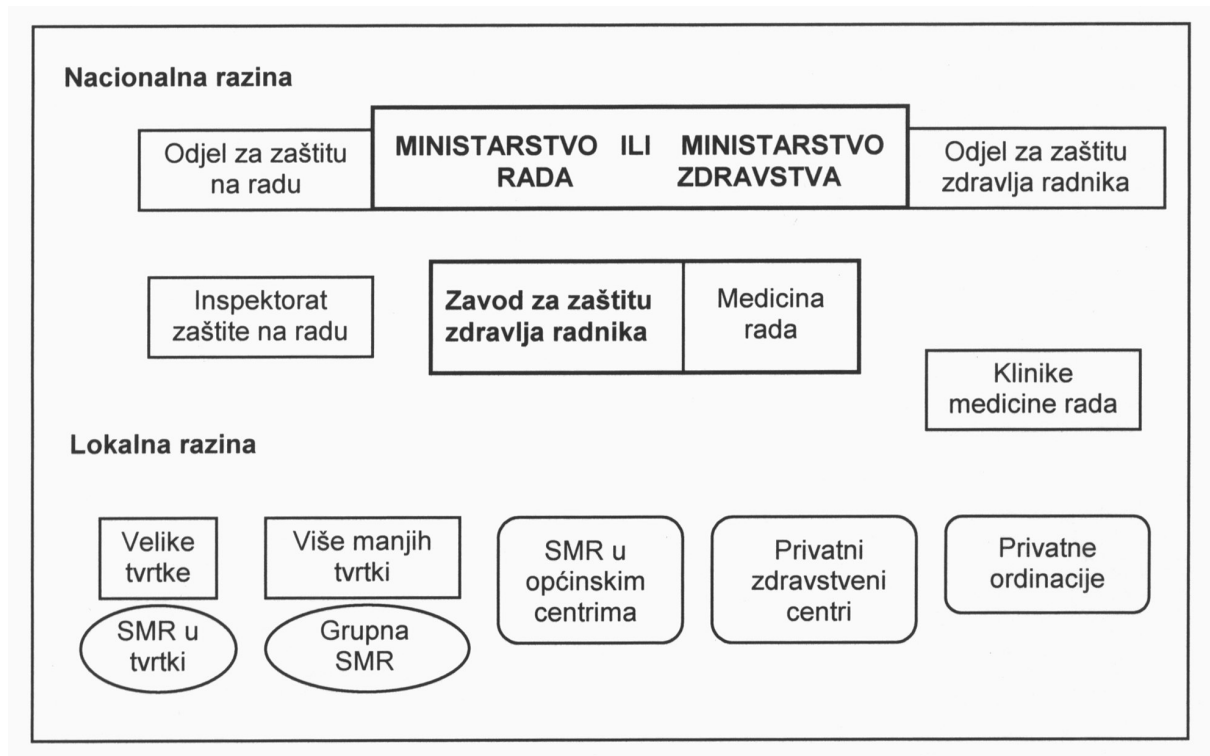 Nacionalna razina
Odjel za zaštitu
na radu
MINISTARSTVO ILI MINISTARSTVO
RADA ZDRAVSTVA
Odjel za zaštitu
zdravlja radnika
Inspektorat
zaštite na radu
Zavod za zaštitu
zdravlja radnika
Medicina
rada
Klinike
medicine rada
Lokalna razina
Velike
tvrtke
SMR u
tvrtki
Više manjih
tvrtki
Grupna
SMR
SMR u
općinskim
centrima
Privatni
zdravstveni
centri
Privatne
ordinacije